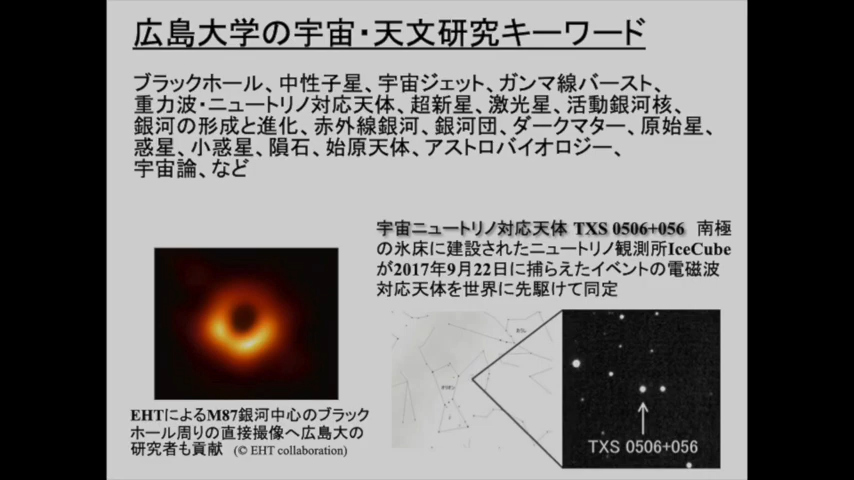 広島大学の宇宙・天文研究キーワード
ブラックホール、中性子星、宇宙ジェット、ガンマ線バースト、
重力波・ニュートリノ対応天体、超新星、激光星、活動銀河核、
銀河の形成と進化、赤外線銀河、銀河団、ダークマター、原始星、
惑星、小惑星、隕石、始原天体、アストロバイオロジー、
宇宙論、など
宇宙ニュートリノ対応天体 TXS 0506+056 南極
の氷床に建設されたニュートリノ観測所IceCube
が2017年9月22日に捕らえたイベントの電磁波
対応天体を世界に先駆けて同定
オリオン
TXS 0506+056
EHTによるM87銀河中心のブラック
ホール周りの直接撮像へ広島大の
研究者も貢献 (© EHT collaboration)